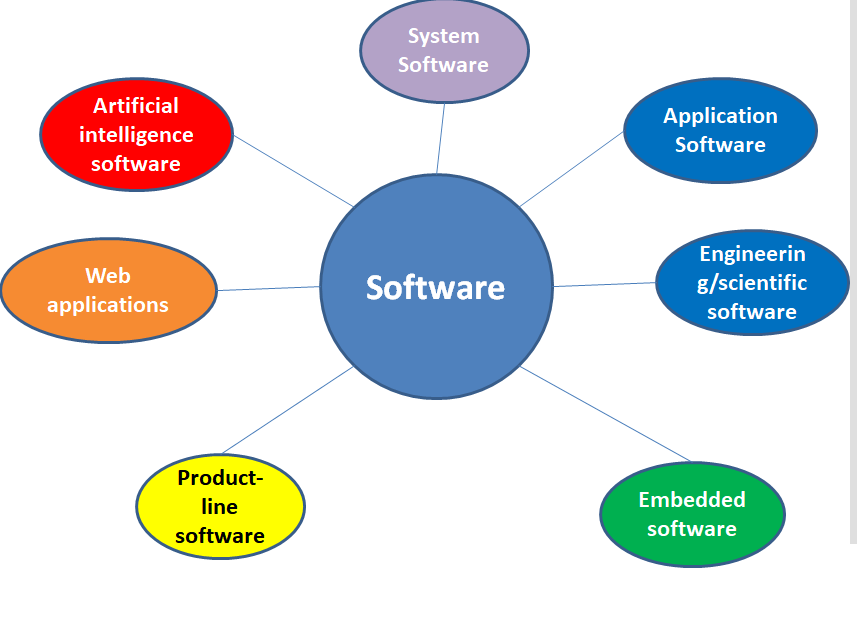 System
Software
Artificial
intelligence
software
Application
Software
Web
applications
Software
Engineerin
g/scientific
software
Product-
line
software
Embedded
software